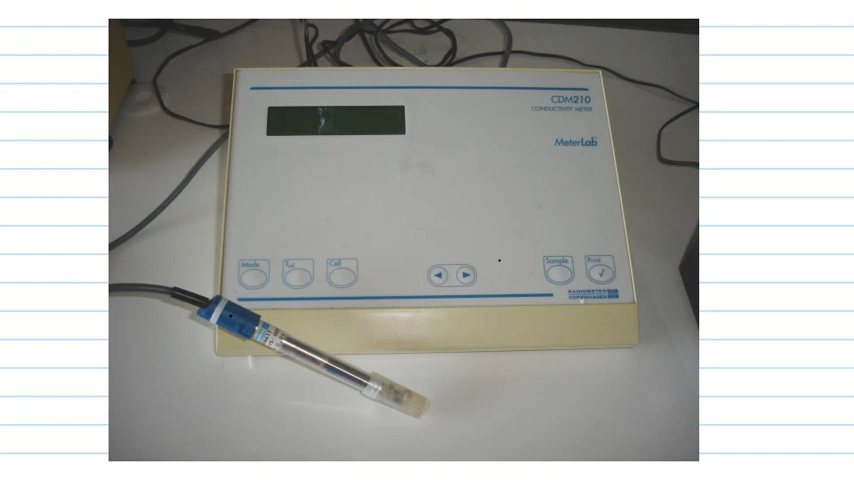 CDM210
CONDUCTIVITY METER
MeterLab
Mode
Cell
Sample
Print
RADIOMETER
COPENHAGEN